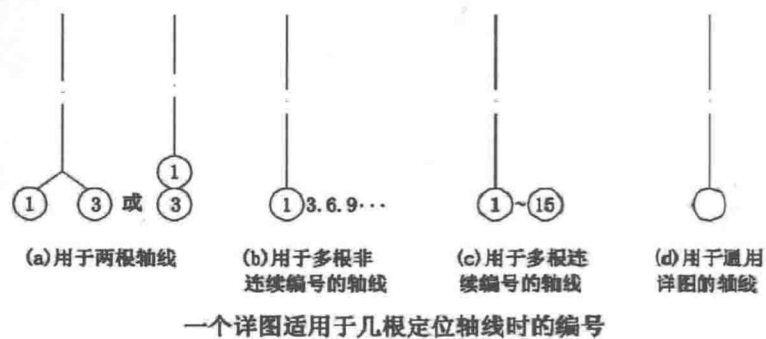 1
1 3 或 3
1 3.6.9···
1~15
(a)用于两根轴线
(b)用于多根非
连续编号的轴线
(c)用于多根连
续编号的轴线
(d)用于通用
详图的轴线
一个详图适用于几根定位轴线时的编号